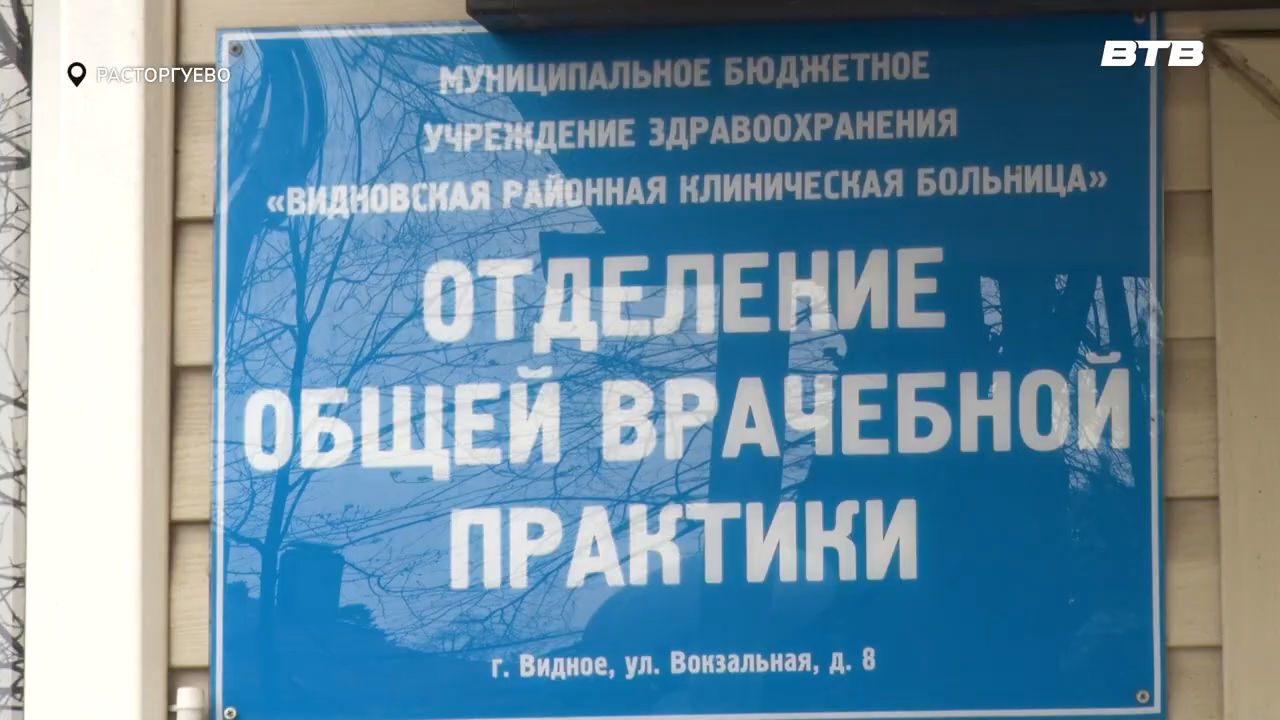 РАСТОРГУЕВО
ВТВ
МУНИЦИПАЛЬНОЕ БЮДЖЕТНОЕ
УЧРЕЖДЕНИЕ ЗДРАВООХРАНЕНИЯ
«ВИДНОВСКАЯ РАЙОННАЯ КЛИНИЧЕСКАЯ БОЛЬНИЦА»
ОТДЕЛЕНИЕ
ОБЩЕЙ ВРАЧЕБНОЙ
ПРАКТИКИ
г. Видное, ул. Вокзальная, д. 8